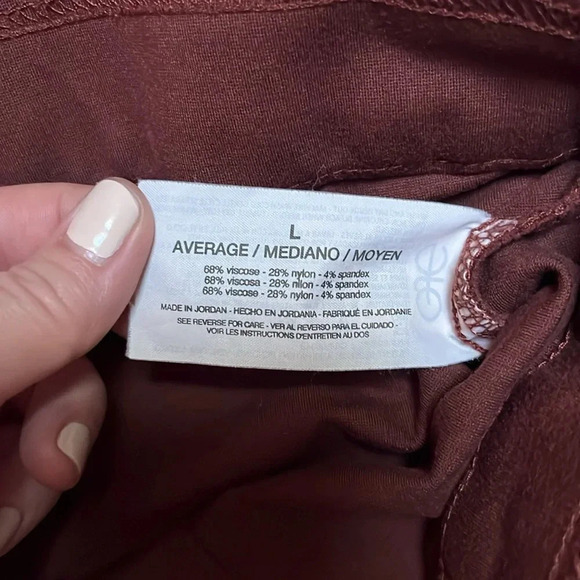 L
AVERAGE / MEDIANO / MOYEN
68% viscose - 28% nylon - 4% spandex
68% viscosa - 28% nilon - 4% spandex
68% viscose - 28% nylon - 4% spandex
MADE IN JORDAN - HECHO EN JORDANIA - FABRIQUÉ EN JORDANIE
SEE REVERSE FOR CARE - VER AL REVERSO PARA EL CUIDADO -
VOIR LES INSTRUCTIONS D'ENTRETIEN AU DOS